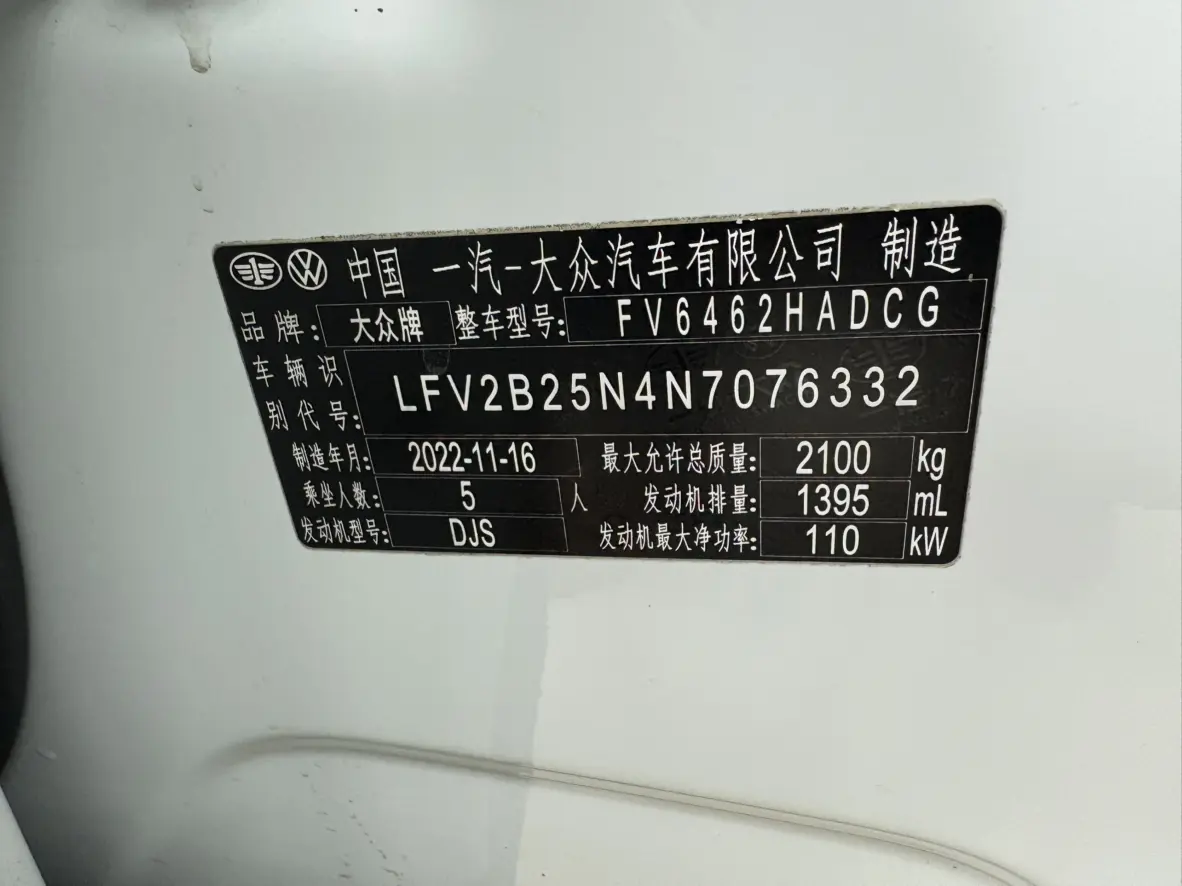 中国 一汽-大众汽车有限公司 制造
品牌: 大众牌 整车型号: FV6462HADCG
车辆识别代号: LFV2B25N4N7076332
制造年月: 2022-11-16 最大允许总质量: 2100 kg
乘坐人数: 5 人 发动机排量: 1395 mL
发动机型号: DJS 发动机最大净功率: 110 kW